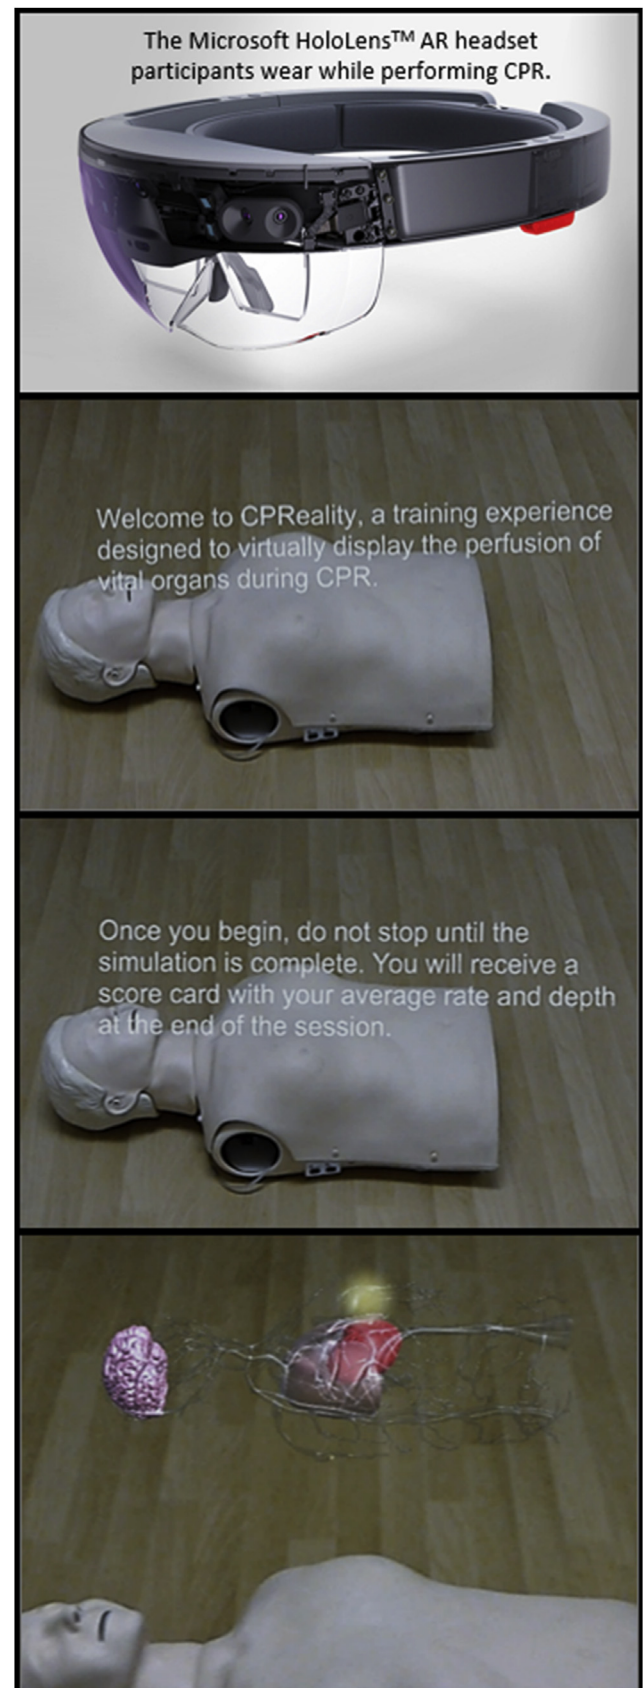 The Microsoft HoloLens™ AR headset
participants wear while performing CPR.
Welcome to CPReality, a training experience
designed to virtually display the perfusion of
vital organs during CPR.
Once you begin, do not stop until the
simulation is complete. You will receive a
score card with your average rate and depth
at the end of the session.